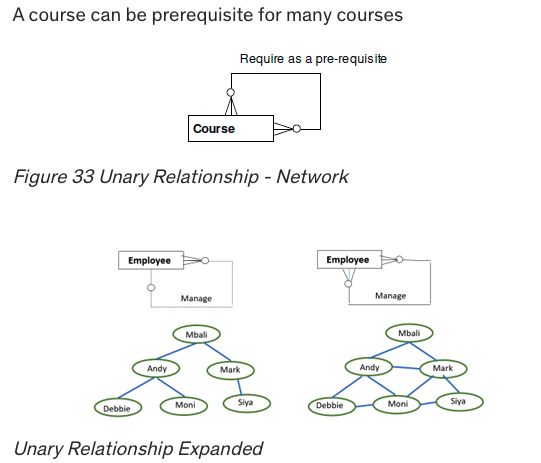 A course can be prerequisite for many courses
Require as a pre-requisite
Course
Figure 33 Unary Relationship - Network
Employee
Manage
Mbali
Andy
Mark
Debbie
Moni
Siya
Employee
Manage
Mbali
Andy
Mark
Debbie
Moni
Siya
Unary Relationship Expanded